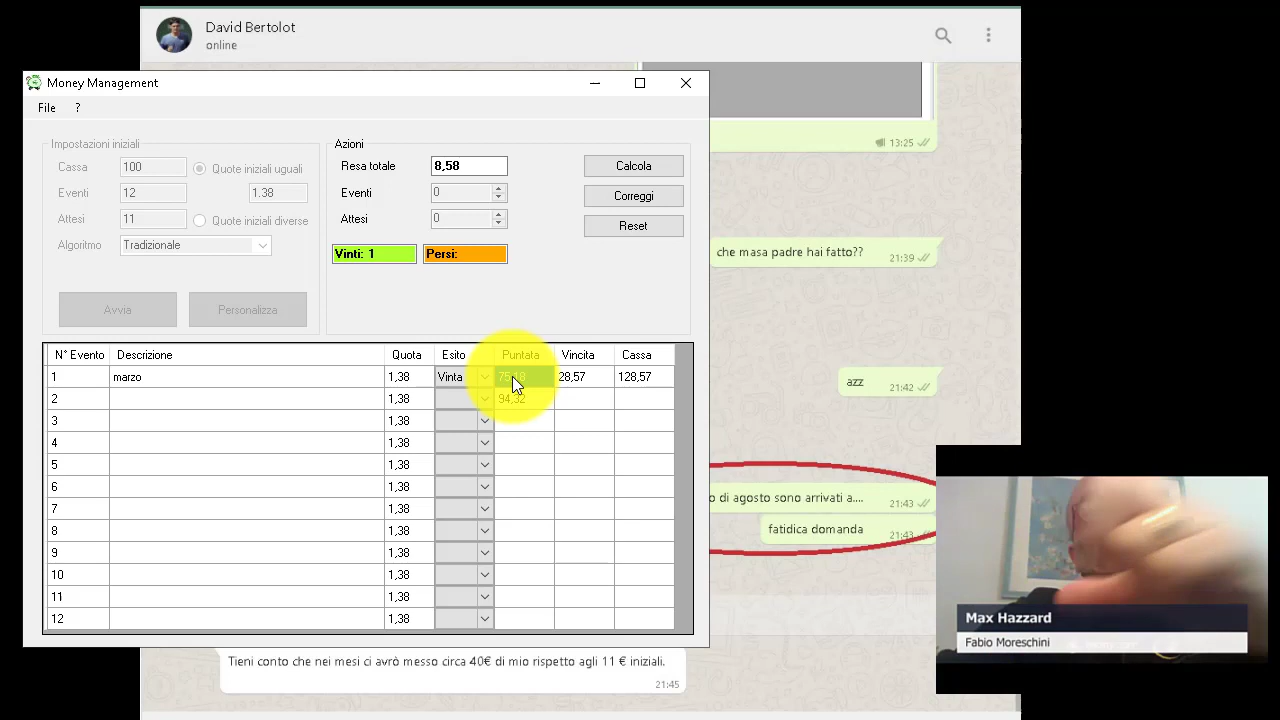 David Bertolot
online
Money Management
File ?
Impostazioni iniziali
Cassa 100 Quote iniziali uguali
Eventi 12 1.38
Attesi 11 Quote iniziali diverse
Algoritmo Tradizionale
Avvia Personalizza
Azioni
Resa totale 8,58 Calcola
Eventi 0 Correggi
Attesi 0 Reset
Vinti: 1 Persi:
13:25
che masa padre hai fatto?? 21:39
N° Evento Descrizione Quota Esito Puntata Vincita Cassa
1 marzo 1,38 Vinta 75,18 28,57 128,57
2 1,38 94,32
3 1,38
4 1,38
5 1,38
6 1,38
7 1,38
8 1,38
9 1,38
10 1,38
11 1,38
12 1,38
azz 21:42
o di agosto sono arrivati a.... 21:43
fatidica domanda 21:43
Max Hazzard
Fabio Moreschini
Tieni conto che nei mesi ci avrò messo circa 40€ di mio rispetto agli 11 € iniziali.
21:45